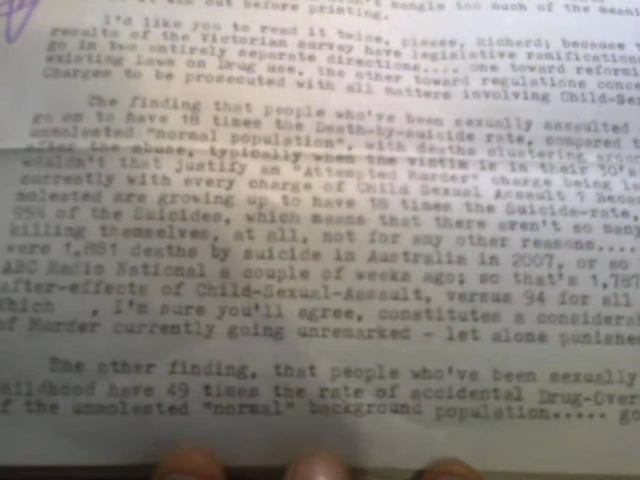 out before printing.
I'd like you to read it twice, please, Richard; because
results of the Victorian survey have legislative ramifications
go in two entirely separate directions.... one toward reformi
existing Laws on Drug use, the other toward regulations conce
Charges to be prosecuted with all matters involving Child-Se
The finding that people who've been sexually assaulted
go on to have 18 times the Death-by-suicide rate, compared t
unmolested "normal population", with deaths clustering
after the abuse, typically when the victim is in their 30's
wouldn't that justify an "Attempted Murder" charge being
currently with every charge of Child Sexual Assault ? Becau
molested are growing up to have 18 times the Suicide-rate,
95% of the Suicides, which means that there aren't so many
killing themselves, at all, not for any other reasons....
were 1,881 deaths by suicide in Australia in 2007, or so
ABC Radio National a couple of weeks ago; so that's 1,787
after-effects of Child-Sexual-Assault, versus 94 for all
Which , I'm sure you'll agree, constitutes a considerab
of Murder currently going unremarked - let alone punishe
The other finding, that people who've been sexually
hildhood have 49 times the rate of accidental Drug-Over
f the unmolested "normal" background population..... go